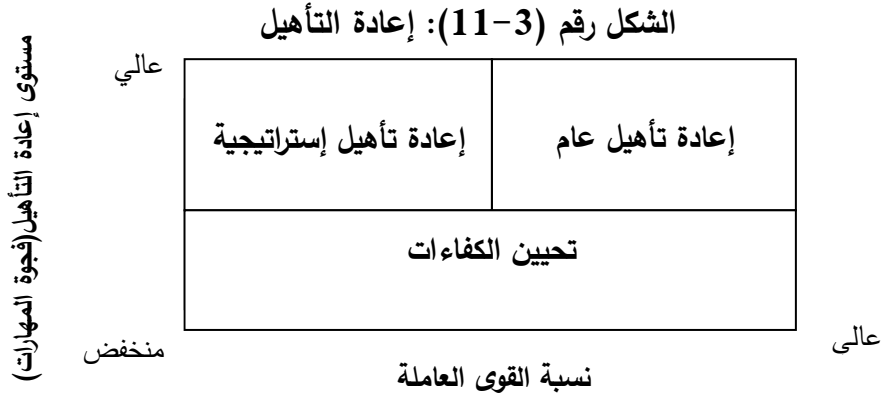 الشكل رقم (3-11): إعادة التأهيل
عالي
مستوى إعادة التأهيل(فجوة المهارات)
إعادة تأهيل عام
إعادة تأهيل إستراتيجية
تحيين الكفاءات
عالى
منخفض
نسبة القوى العاملة